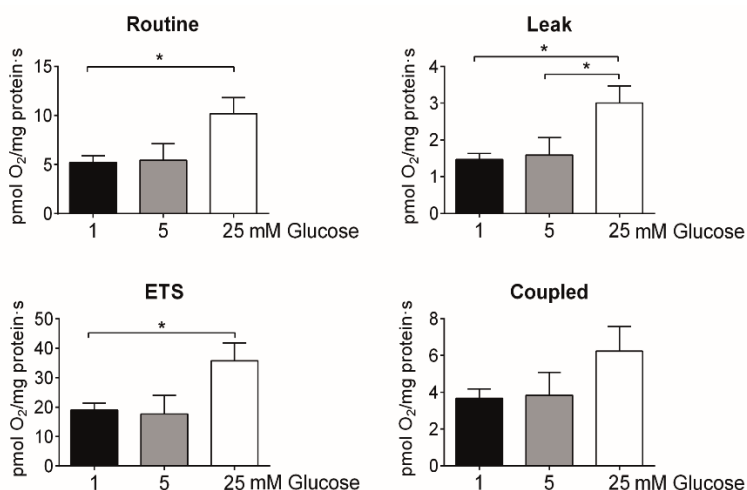 Routine
pmol O₂/mg protein·s
15
10
5
0
*
1 5 25 mM Glucose
Leak
pmol O₂/mg protein·s
4
3
2
1
0
*
*
1 5 25 mM Glucose
ETS
pmol O₂/mg protein·s
50
40
30
20
10
0
*
1 5 25 mM Glucose
Coupled
pmol O₂/mg protein·s
8
6
4
2
0
1 5 25 mM Glucose